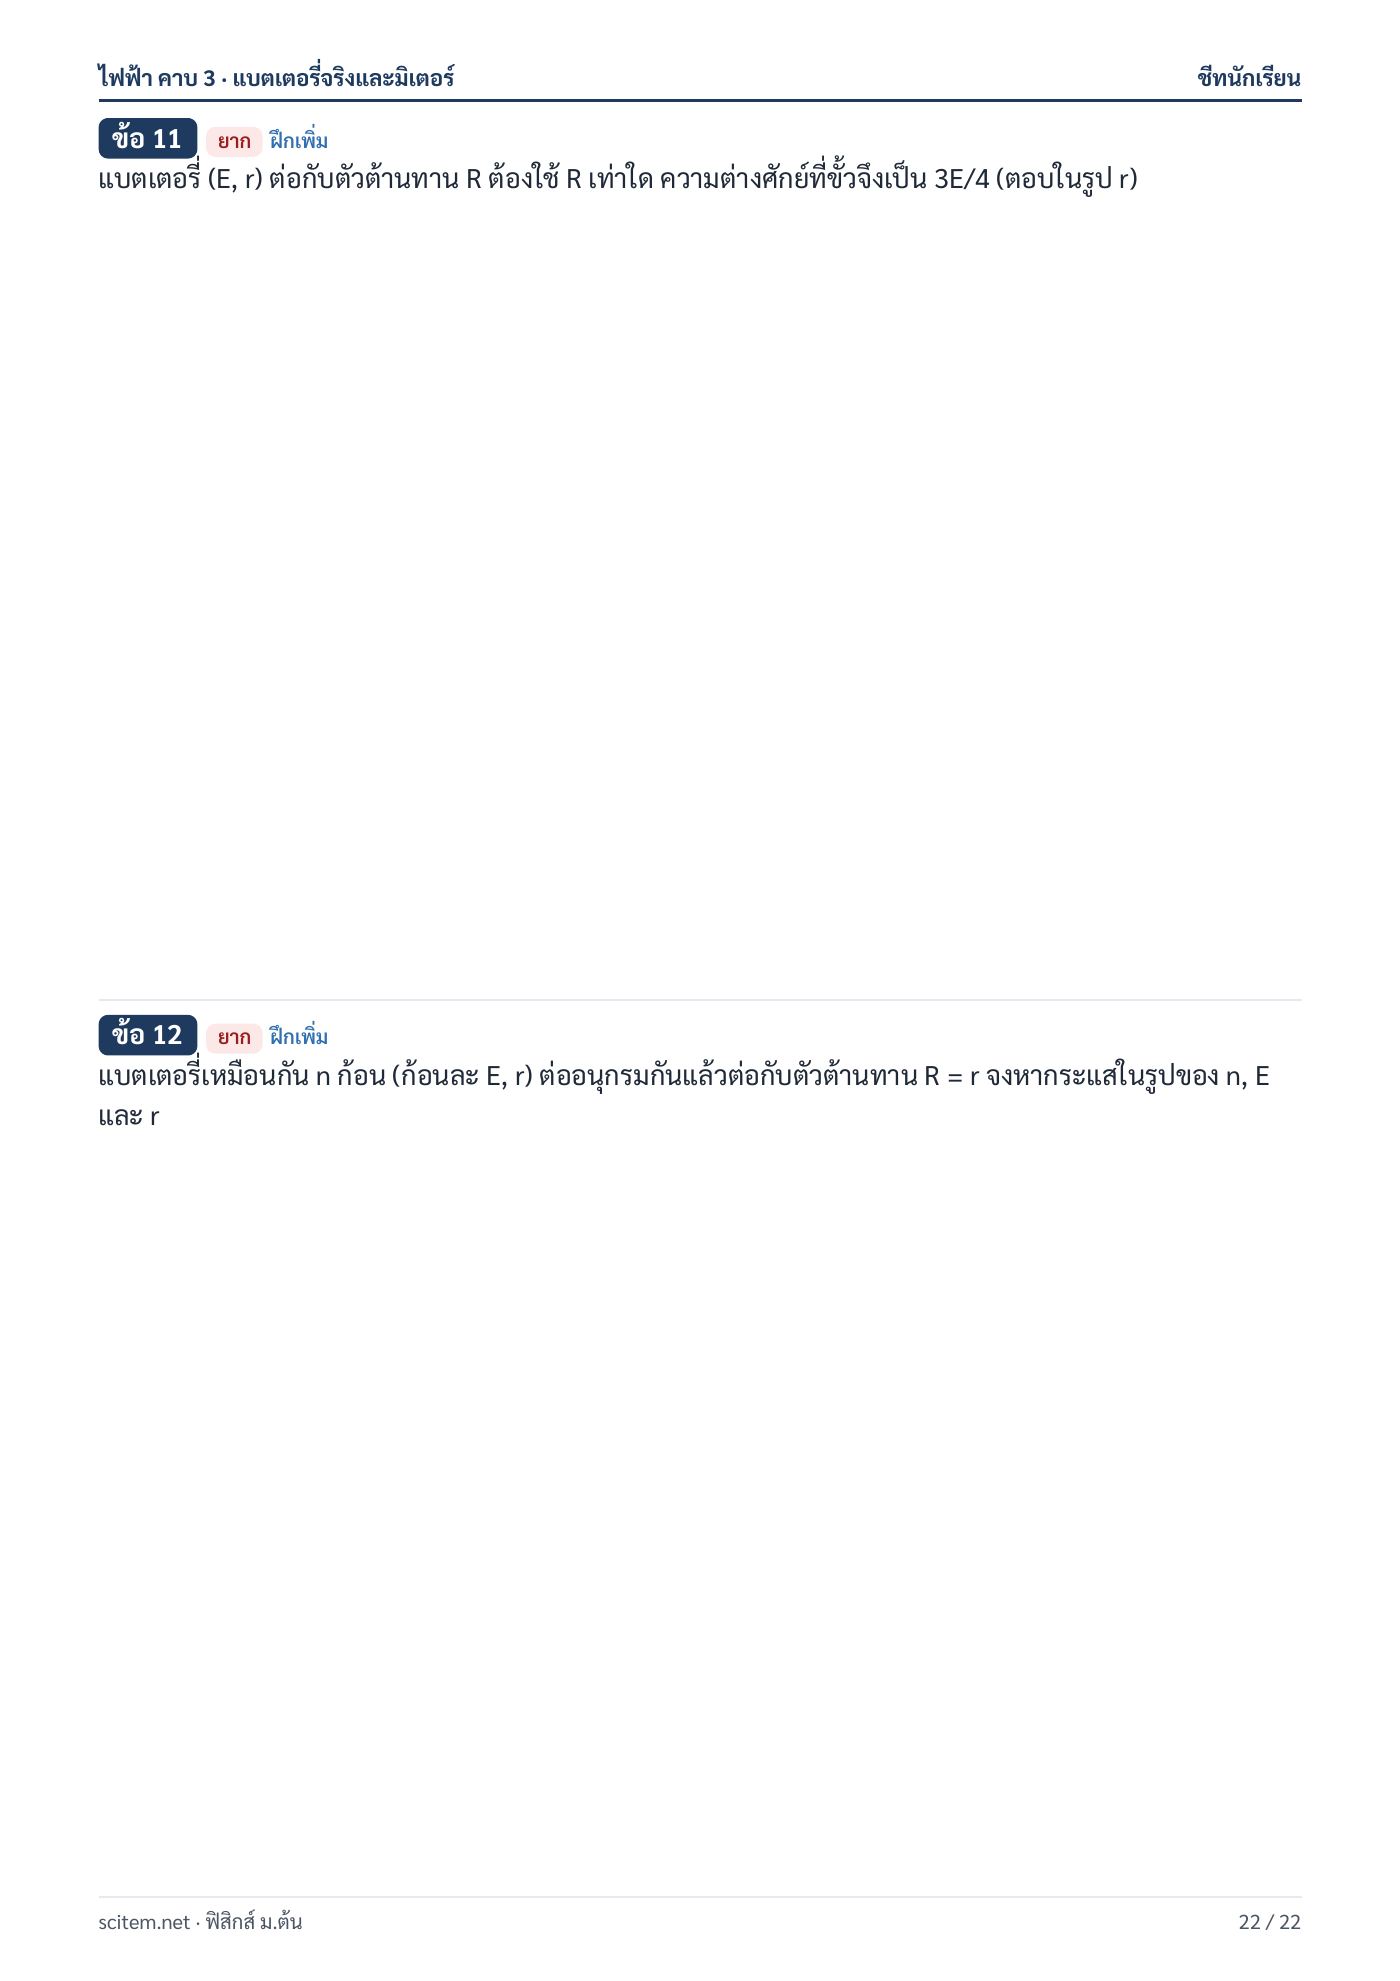 ไฟฟ้า คาบ 3 · แบตเตอรี่จริงและมิเตอร์ ชีทนักเรียน
ข้อ 11 ยาก ฝึกเพิ่ม
แบตเตอรี่ (E, r) ต่อกับตัวต้านทาน R ต้องใช้ R เท่าใด ความต่างศักย์ที่ขั้วจึงเป็น 3E/4 (ตอบในรูป r)
ข้อ 12 ยาก ฝึกเพิ่ม
แบตเตอรี่เหมือนกัน n ก้อน (ก้อนละ E, r) ต่ออนุกรมกันแล้วต่อกับตัวต้านทาน R = r จงหากระแสในรูปของ n, E
และ r
scitem.net · ฟิสิกส์ ม.ต้น 22 / 22